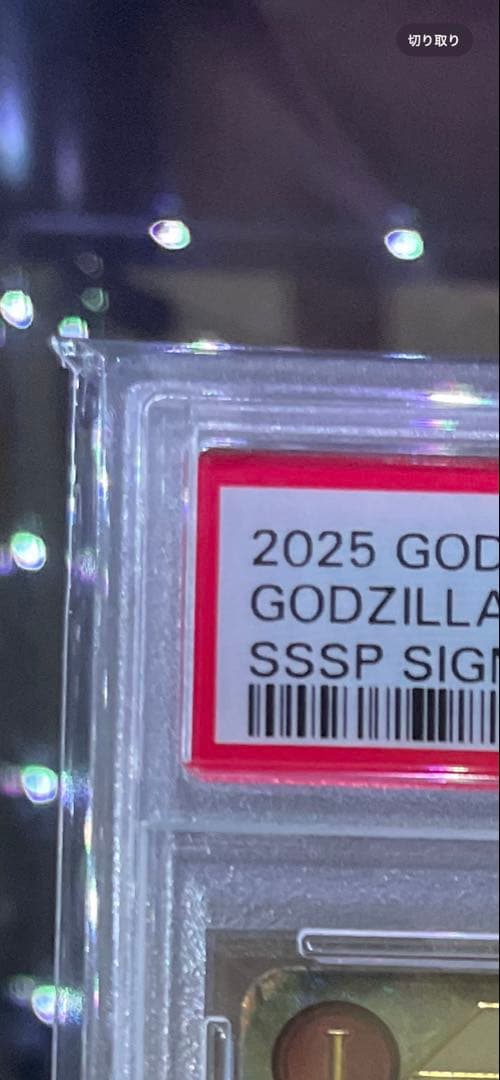 切り取り
2025 GOD
GODZILLA
SSSP SIGN
I